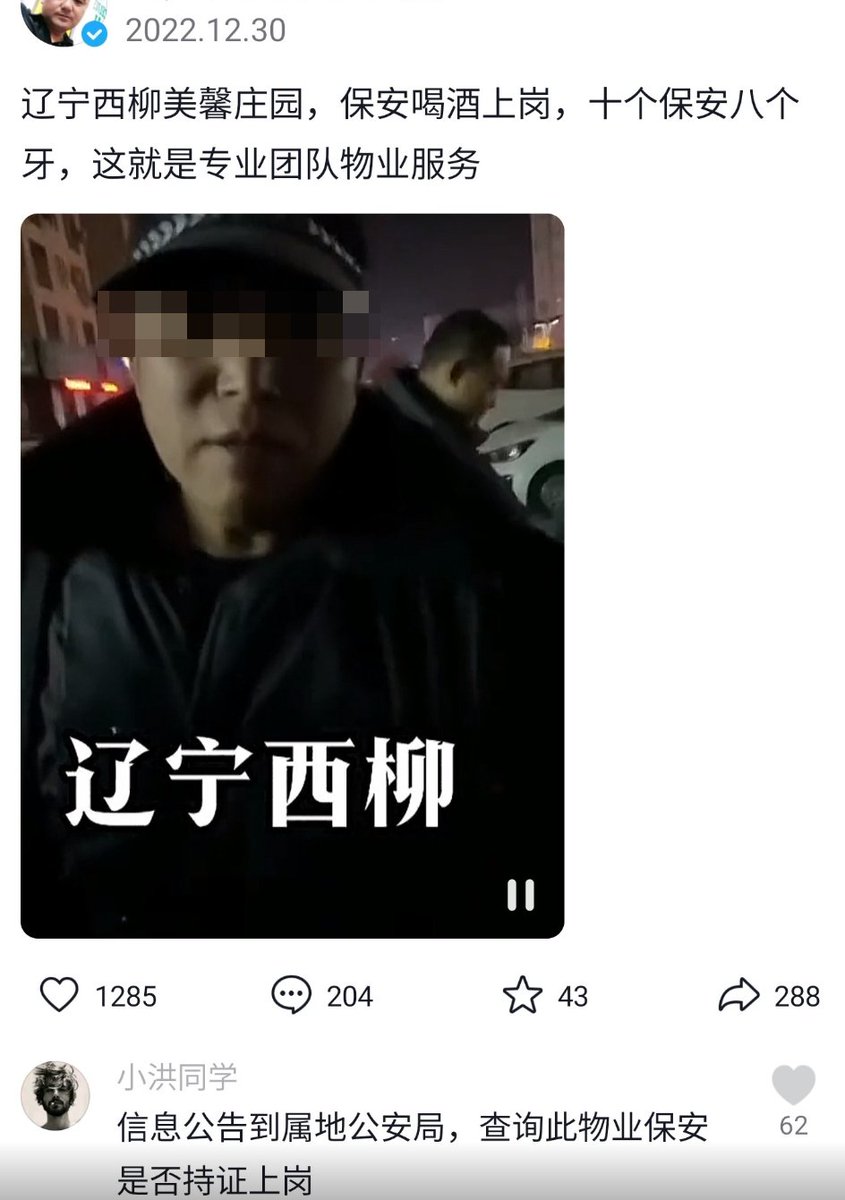 2022.12.30
辽宁西柳美馨庄园，保安喝酒上岗，十个保安八个
牙，这就是专业团队物业服务
辽宁西柳
1285
204
43
288
小洪同学
信息公告到属地公安局，查询此物业保安
是否持证上岗
62